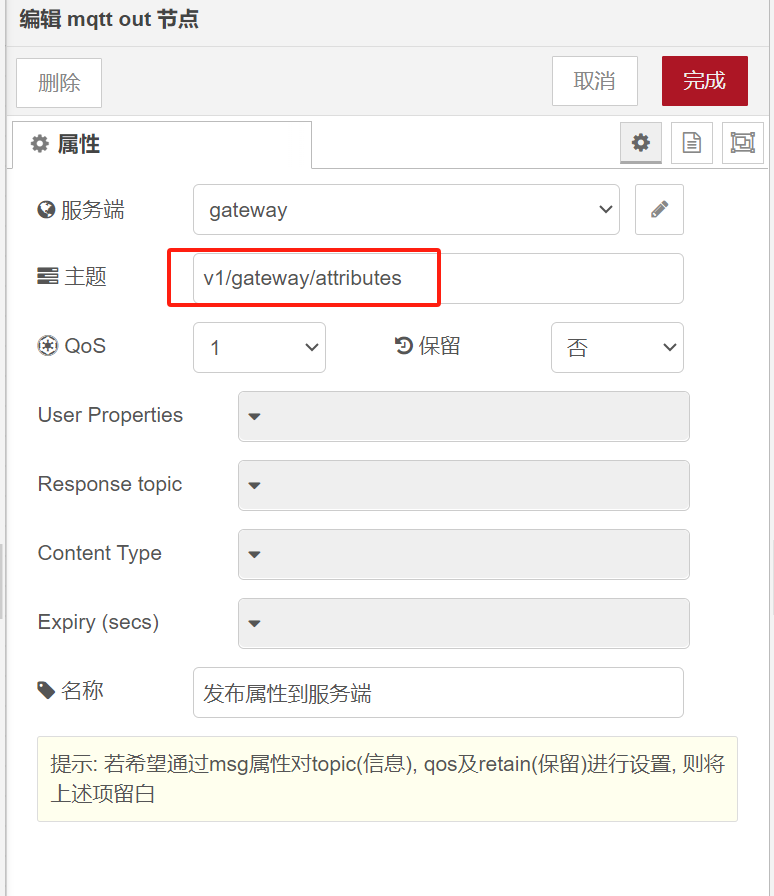 编辑 mqtt out 节点
删除
取消
完成
属性
服务端
gateway
主题
v1/gateway/attributes
QoS
1
保留
否
User Properties
Response topic
Content Type
Expiry (secs)
名称
发布属性到服务端
提示: 若希望通过msg属性对topic(信息), qos及retain(保留)进行设置, 则将
上述项留白